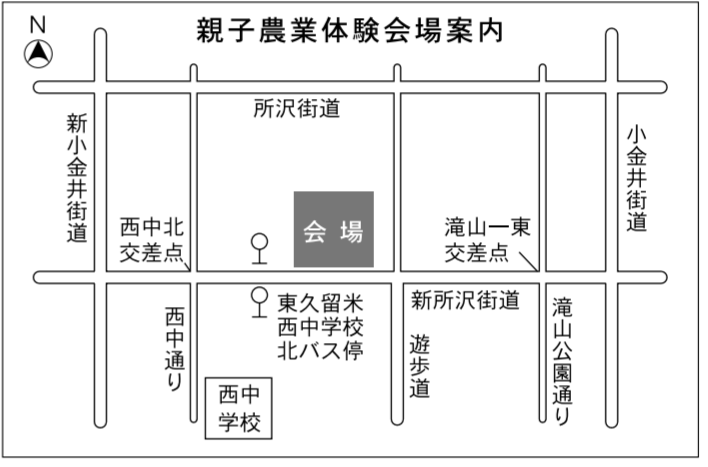 N
親子農業体験会場案内
所沢街道
新小金井街道
小金井街道
会場
西中北
交差点
滝山一東
交差点
東久留米
西中学校
北バス停
新所沢街道
西中通り
遊歩道
滝山公園通り
西中
学校